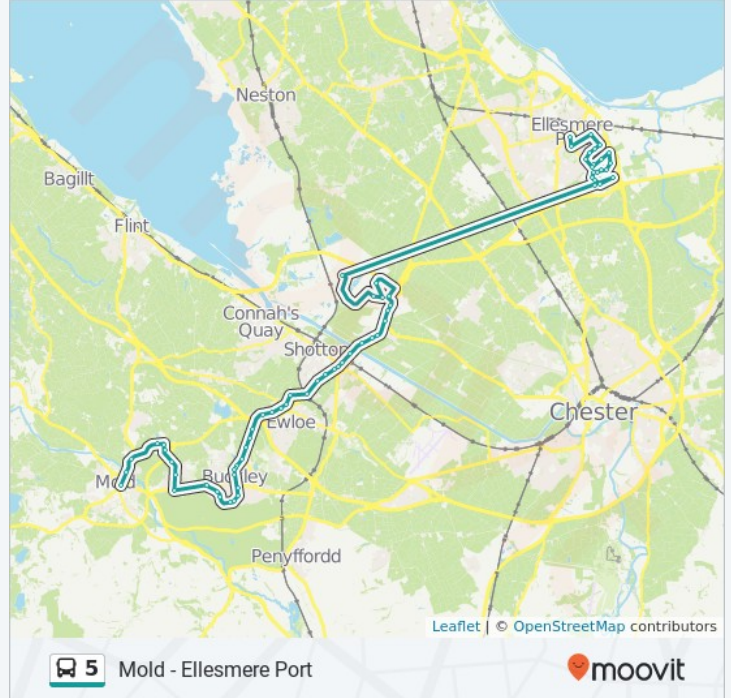 Neston
Ellesmere
P
Bagillt
Flint
Connah's
Quay
Shotton
Chester
Ewloe
Mold
Buckley
Penyffordd
Leaflet | © OpenStreetMap contributors
5 Mold - Ellesmere Port
moovit